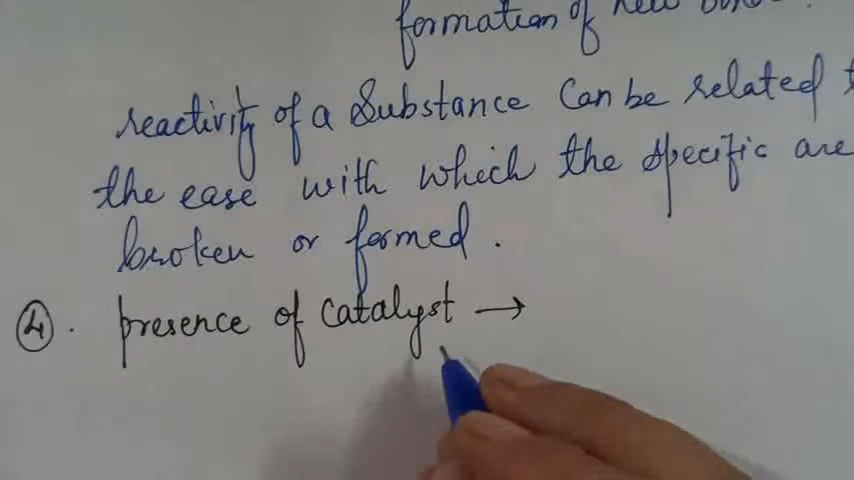 formation of new
reactivity of a Substance can be related
the ease with which the specific are
broken or formed.
4. presence of catalyst →